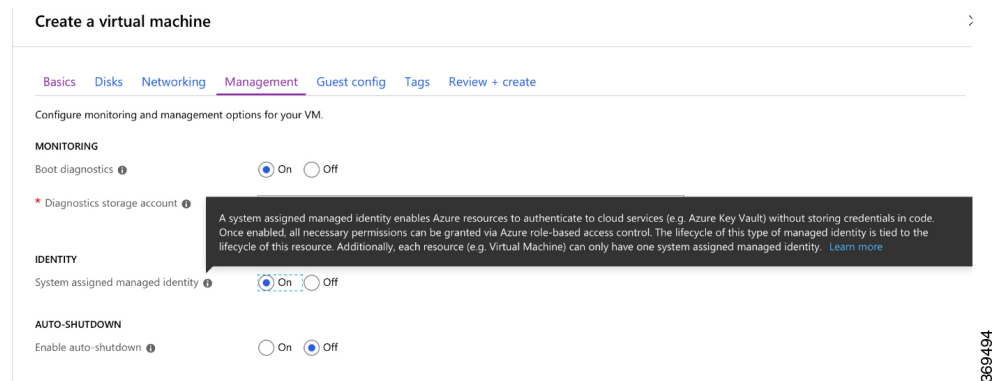 Create a virtual machine
Basics Disks Networking Management Guest config Tags Review + create
Configure monitoring and management options for your VM.
MONITORING
Boot diagnostics On Off
* Diagnostics storage account
A system assigned managed identity enables Azure resources to authenticate to cloud services (e.g. Azure Key Vault) without storing credentials in code.
Once enabled, all necessary permissions can be granted via Azure role-based access control. The lifecycle of this type of managed identity is tied to the
lifecycle of this resource. Additionally, each resource (e.g. Virtual Machine) can only have one system assigned managed identity. Learn more
IDENTITY
System assigned managed identity On Off
AUTO-SHUTDOWN
Enable auto-shutdown On Off
369494